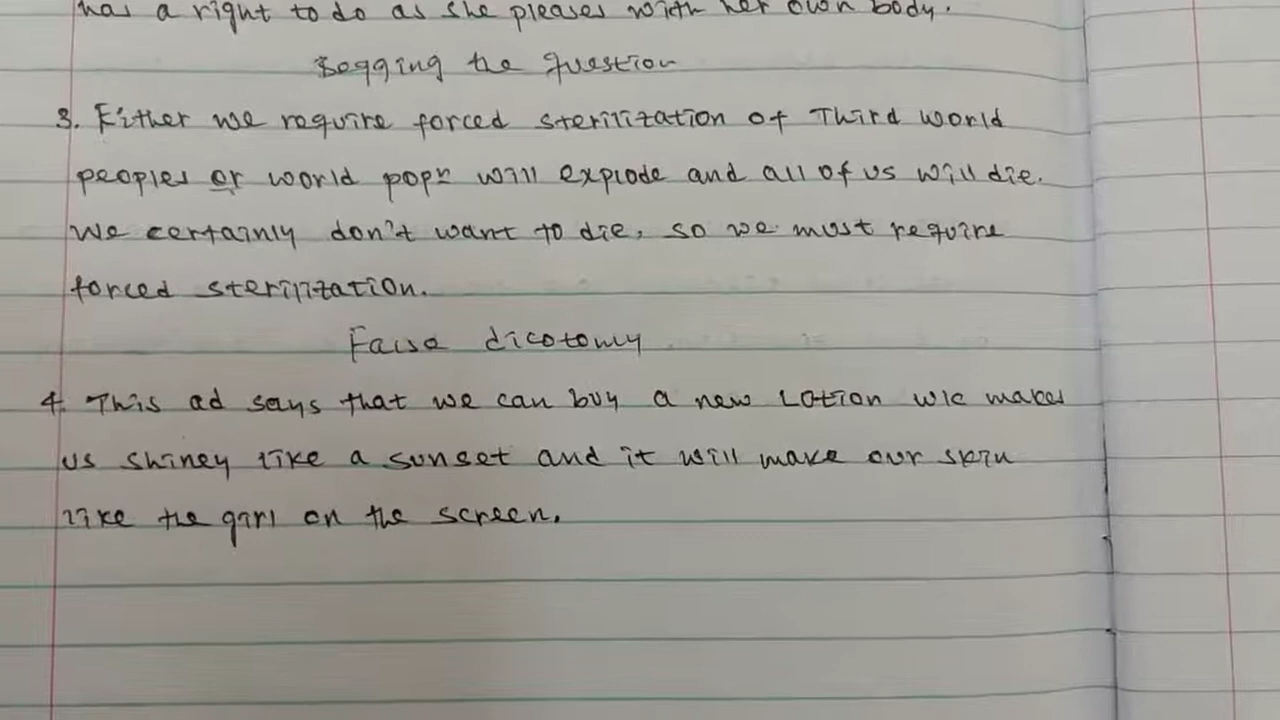 has a right to do as she pleases with her own body.
Begging the question
3. Either we require forced sterilization of Third World
peoples or world popn will explode and all of us will die.
We certainly don't want to die, so we must require
forced sterilization.
False dicotomy
4. This ad says that we can buy a new Lotion wic makes
us shiney like a sunset and it will make our skin
like the girl on the screen.